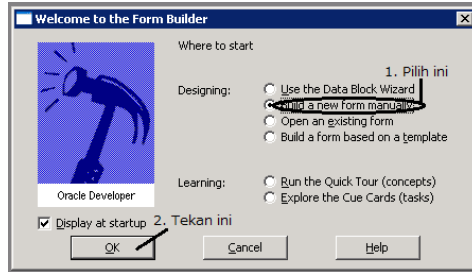 Welcome to the Form Builder
Where to start
1. Pilih ini
Designing:
Use the Data Block Wizard
Build a new form manually
Open an existing form
Build a form based on a template
Learning:
Run the Quick Tour (concepts)
Explore the Cue Cards (tasks)
Oracle Developer
Display at startup
2. Tekan ini
OK
Cancel
Help